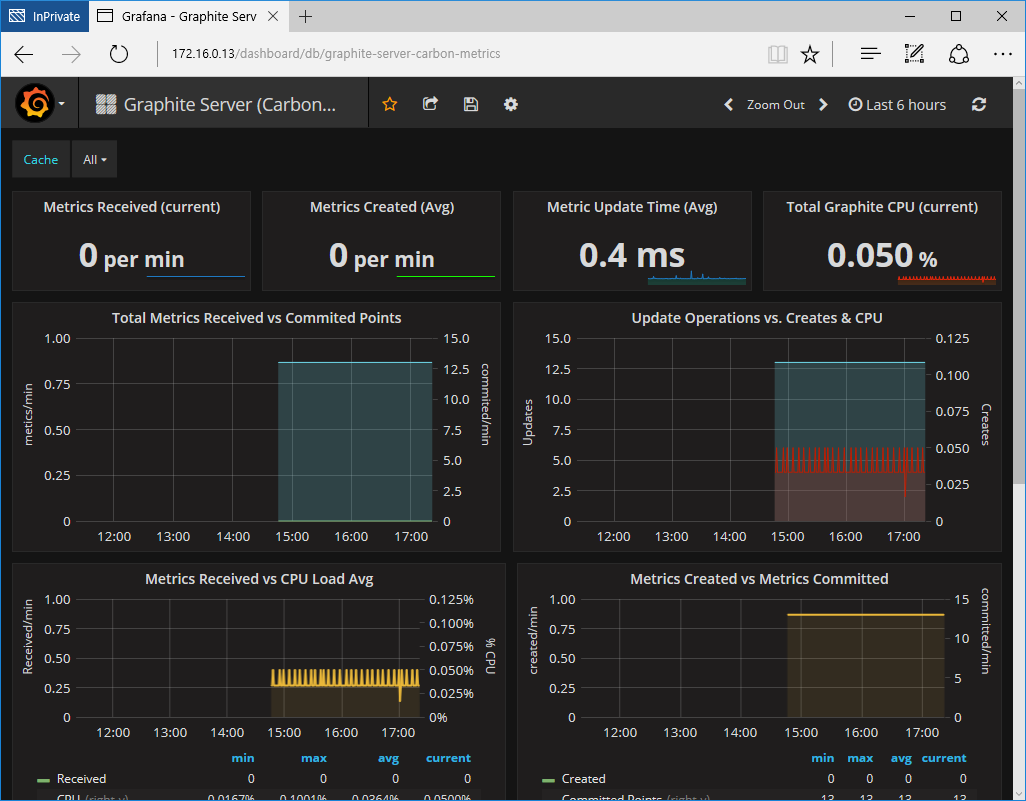 InPrivate
Grafana - Graphite Serv
172.16.0.13/dashboard/db/graphite-server-carbon-metrics
Graphite Server (Carbon...
Zoom Out
Last 6 hours
Cache
All
Metrics Received (current)
0 per min
Metrics Created (Avg)
0 per min
Metric Update Time (Avg)
0.4 ms
Total Graphite CPU (current)
0.050 %
Total Metrics Received vs Commited Points
metics/min
1.00
0.75
0.50
0.25
0
15.0
12.5
10.0
7.5
5.0
2.5
0
commited/min
12:00 13:00 14:00 15:00 16:00 17:00
Update Operations vs. Creates & CPU
Updates
15.0
12.5
10.0
7.5
5.0
2.5
0
0.125
0.100
0.075
0.050
0.025
0
Creates
12:00 13:00 14:00 15:00 16:00 17:00
Metrics Received vs CPU Load Avg
Received/min
1.00
0.75
0.50
0.25
0
0.125%
0.100%
0.075%
0.050%
0.025%
0%
% CPU
12:00 13:00 14:00 15:00 16:00 17:00
min max avg current
Received 0 0 0 0
CPU (right y) 0.0167% 0.1001% 0.0364% 0.0500%
Metrics Created vs Metrics Committed
created/min
1.00
0.75
0.50
0.25
0
15
10
5
0
committed/min
12:00 13:00 14:00 15:00 16:00 17:00
min max avg current
Created 0 0 0 0
Committed Points (right y) 13 13 13 13